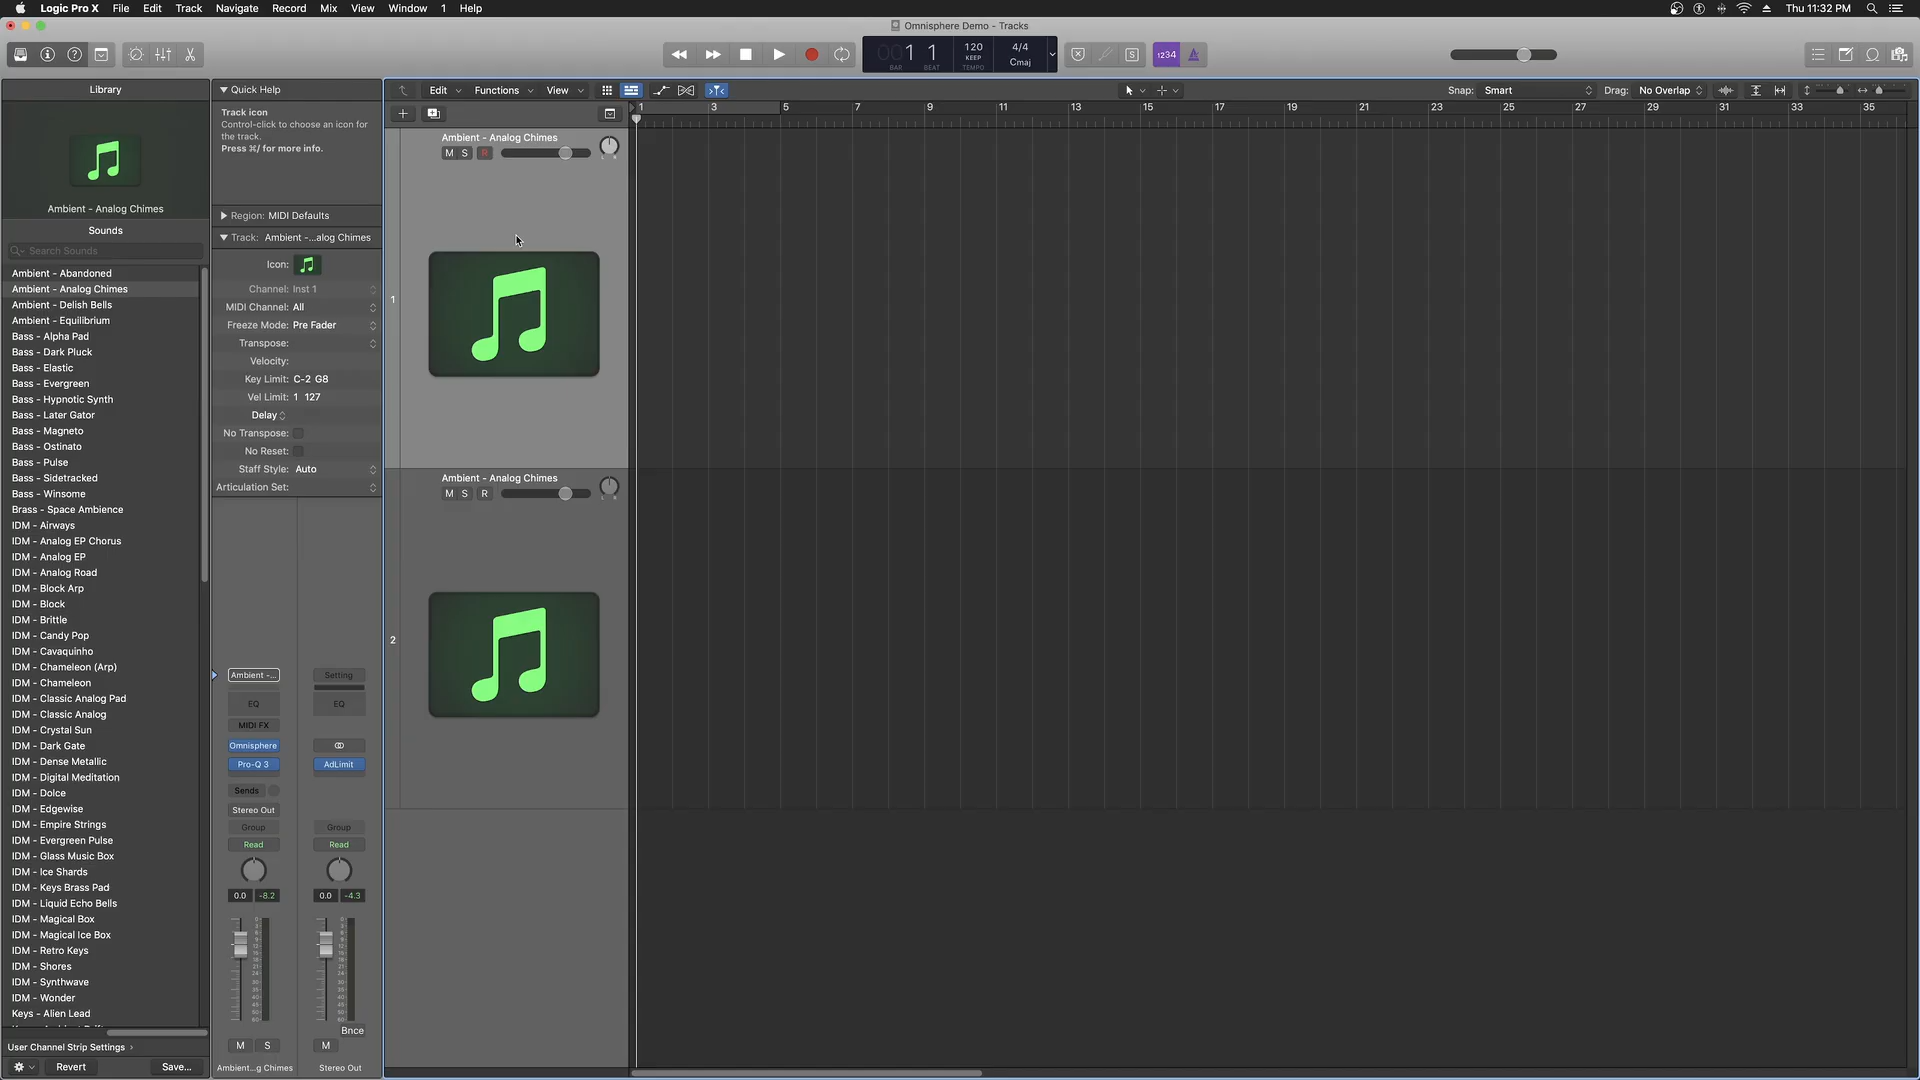 Logic Pro X File Edit Track Navigate Record Mix View Window 1 Help Thu 11:32 PM
Omnisphere Demo - Tracks
001 1 120 4/4
KEEP Cmaj
BAR BEAT TEMPO
1234
Library
Ambient - Analog Chimes
Sounds
Search Sounds
Ambient - Abandoned
Ambient - Analog Chimes
Ambient - Delish Bells
Ambient - Equilibrium
Bass - Alpha Pad
Bass - Dark Pluck
Bass - Elastic
Bass - Evergreen
Bass - Hypnotic Synth
Bass - Later Gator
Bass - Magneto
Bass - Ostinato
Bass - Pulse
Bass - Sidetracked
Bass - Winsome
Brass - Space Ambience
IDM - Airways
IDM - Analog EP Chorus
IDM - Analog EP
IDM - Analog Road
IDM - Block Arp
IDM - Block
IDM - Brittle
IDM - Candy Pop
IDM - Cavaquinho
IDM - Chameleon (Arp)
IDM - Chameleon
IDM - Classic Analog Pad
IDM - Classic Analog
IDM - Crystal Sun
IDM - Dark Gate
IDM - Dense Metallic
IDM - Digital Meditation
IDM - Dolce
IDM - Edgewise
IDM - Empire Strings
IDM - Evergreen Pulse
IDM - Glass Music Box
IDM - Ice Shards
IDM - Keys Brass Pad
IDM - Liquid Echo Bells
IDM - Magical Box
IDM - Magical Ice Box
IDM - Retro Keys
IDM - Shores
IDM - Synthwave
IDM - Wonder
Keys - Alien Lead
User Channel Strip Settings ›
Revert Save...
Quick Help
Track icon
Control-click to choose an icon for
the track.
Press ⌘/ for more info.
Region: MIDI Defaults
Track: Ambient -...alog Chimes
Icon:
Channel: Inst 1
MIDI Channel: All
Freeze Mode: Pre Fader
Transpose:
Velocity:
Key Limit: C-2 G8
Vel Limit: 1 127
Delay
No Transpose:
No Reset:
Staff Style: Auto
Articulation Set:
Ambient -... Setting
EQ EQ
MIDI FX
Omnisphere
Pro-Q 3 AdLimit
Sends
Stereo Out
Group Group
Read Read
0.0 -8.2 0.0 -4.3
Bnce
M S M
Ambient...g Chimes Stereo Out
Edit Functions View Snap: Smart Drag: No Overlap
1 3 5 7 9 11 13 15 17 19 21 23 25 27 29 31 33 35
Ambient - Analog Chimes
M S R
1
Ambient - Analog Chimes
M S R
2